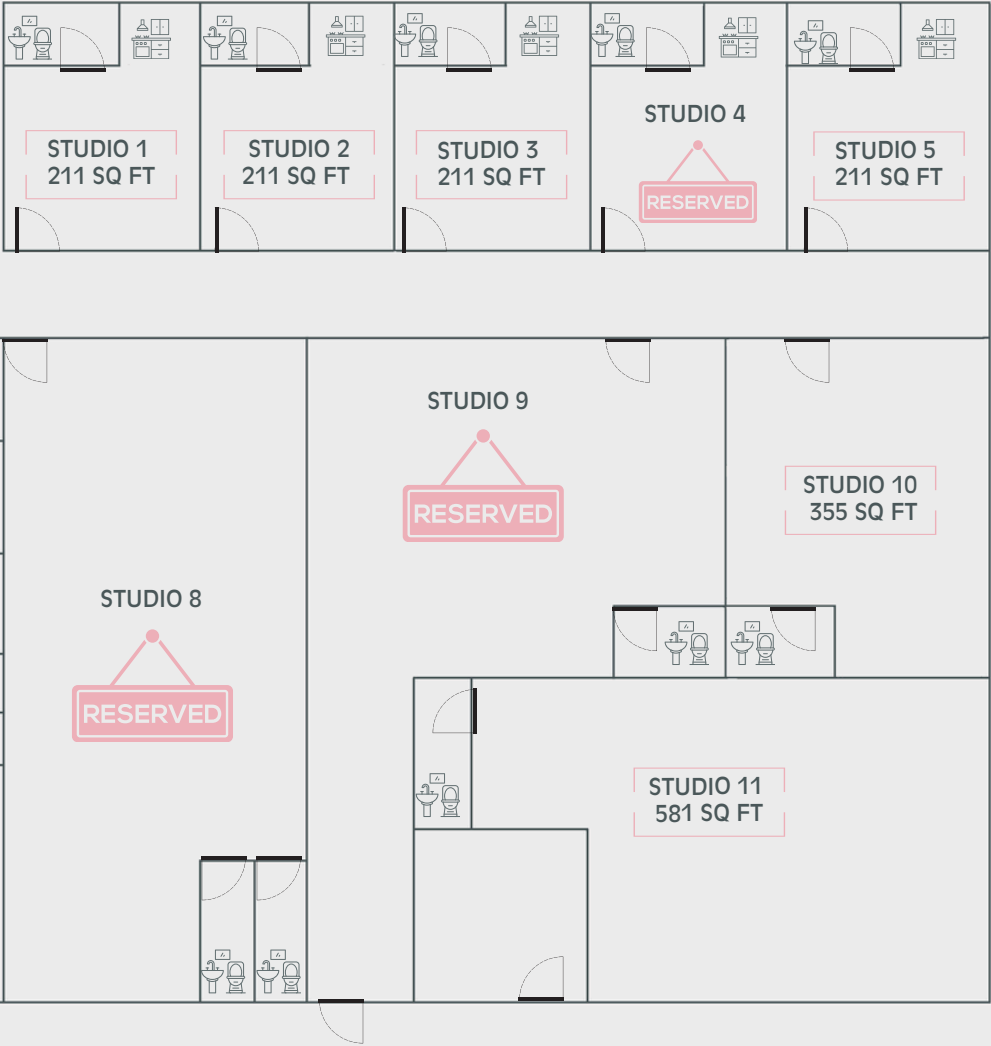 STUDIO 1
211 SQ FT
STUDIO 2
211 SQ FT
STUDIO 3
211 SQ FT
STUDIO 4
RESERVED
STUDIO 5
211 SQ FT
STUDIO 9
RESERVED
STUDIO 10
355 SQ FT
STUDIO 8
RESERVED
STUDIO 11
581 SQ FT